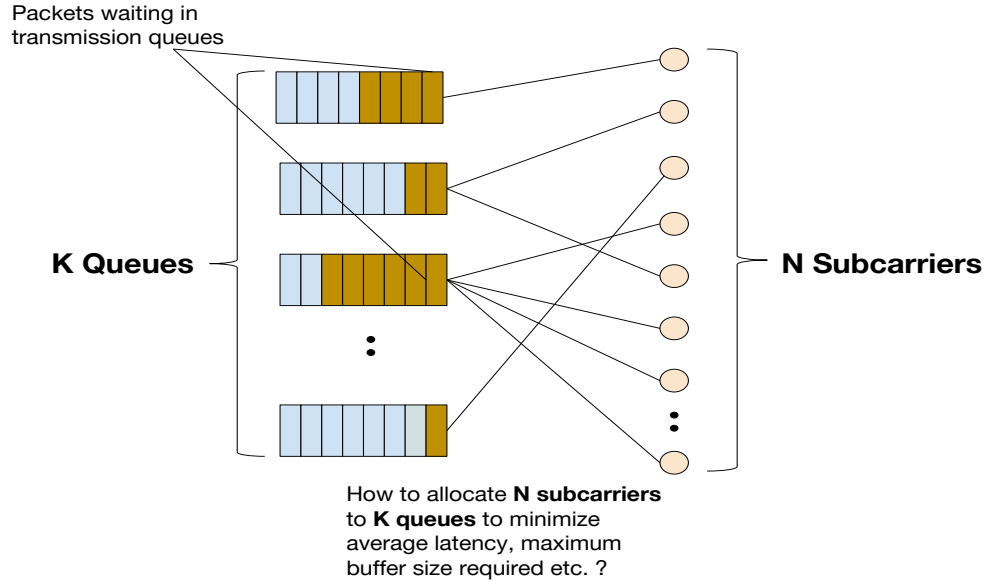 Packets waiting in
transmission queues
K Queues
N Subcarriers
How to allocate N subcarriers
to K queues to minimize
average latency, maximum
buffer size required etc. ?